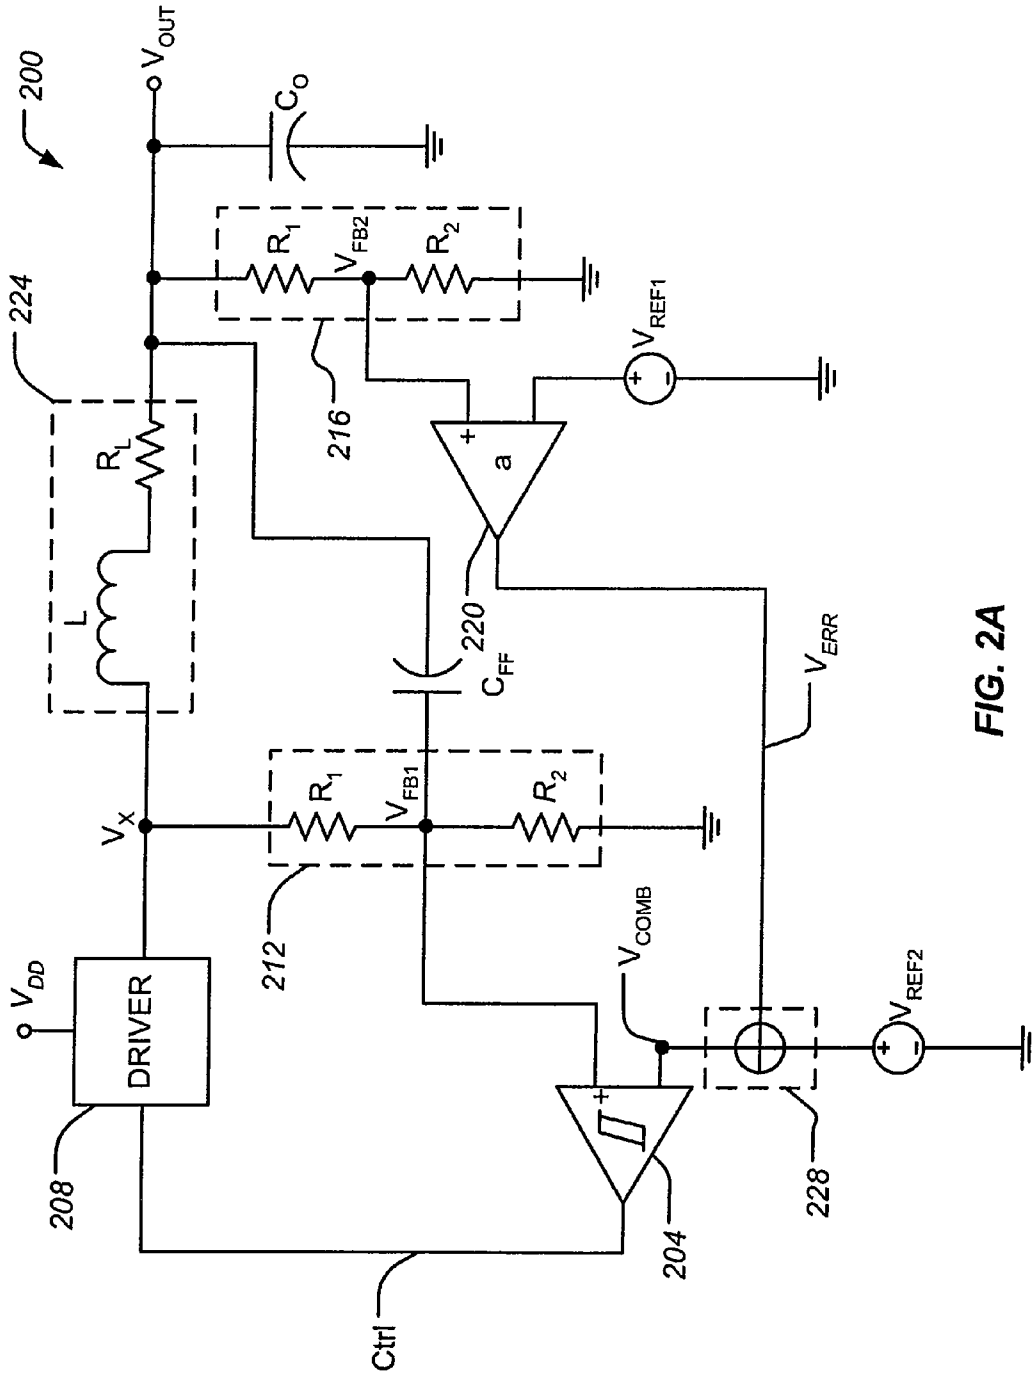 200
224
V_OUT
L
R_L
C_O
V_DD
208
DRIVER
V_X
212
R_1
V_FB1
R_2
C_FF
216
R_1
V_FB2
R_2
220
+
a
V_REF1
+
-
Ctrl
204
+
V_COMB
228
V_REF2
+
-
V_ERR
FIG. 2A